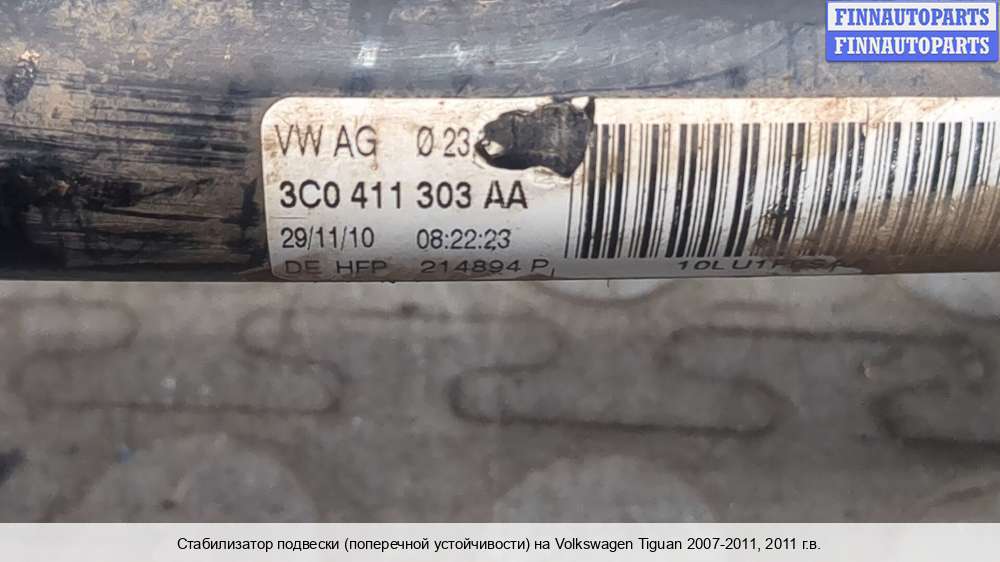 FINNAUTOPARTS
FINNAUTOPARTS
VW AG Ø 23
3C0 411 303 AA
29/11/10 08:22:23
DE HFP 214894 P
Стабилизатор подвески (поперечной устойчивости) на Volkswagen Tiguan 2007-2011, 2011 г.в.